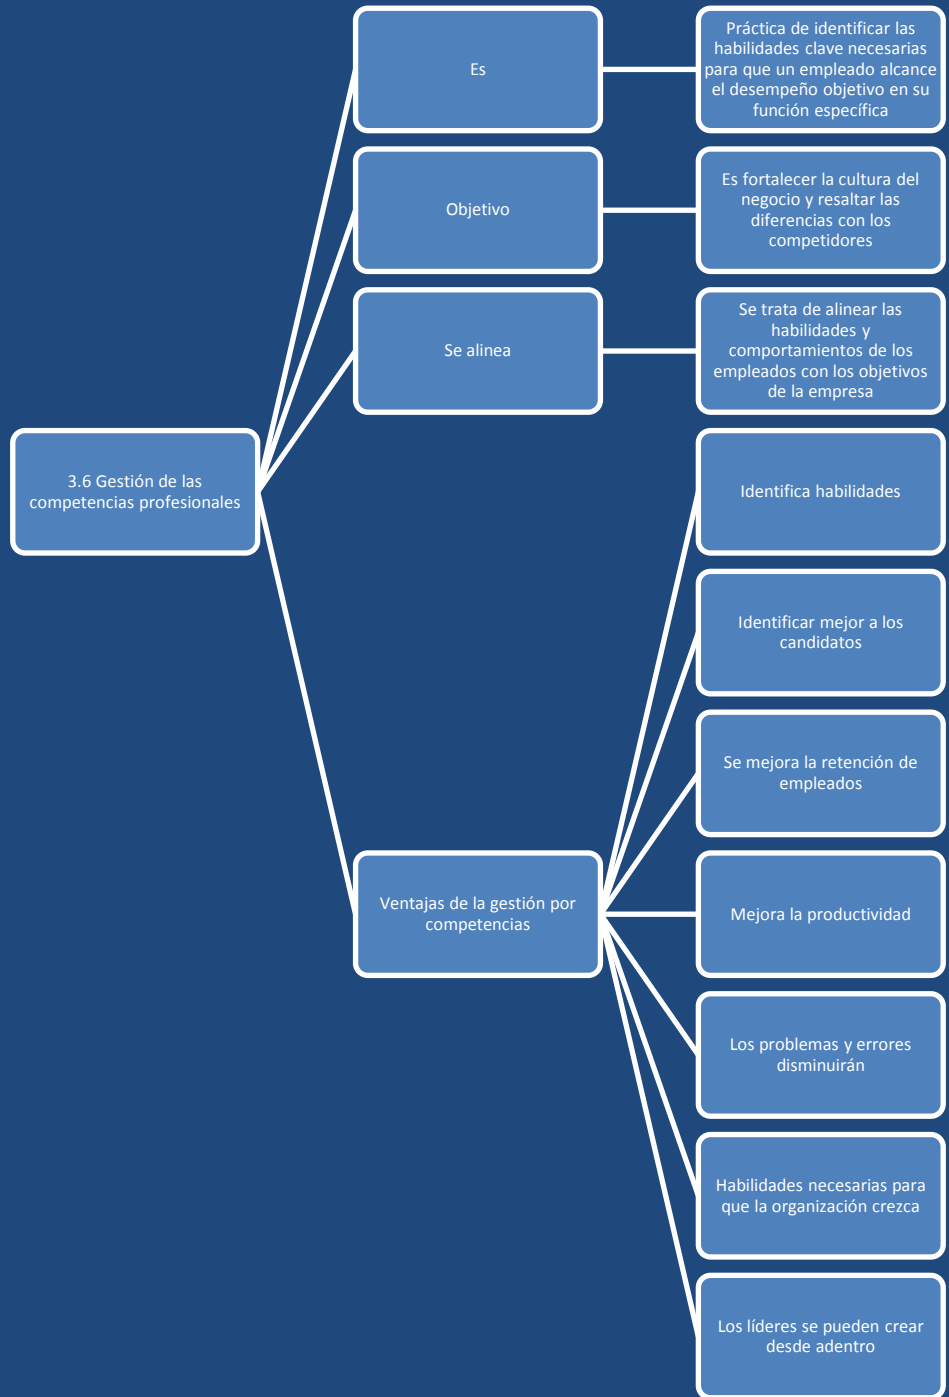 3.6 Gestión de las
competencias profesionales
Es
Práctica de identificar las
habilidades clave necesarias
para que un empleado alcance
el desempeño objetivo en su
función específica
Objetivo
Es fortalecer la cultura del
negocio y resaltar las
diferencias con los
competidores
Se alinea
Se trata de alinear las
habilidades y
comportamientos de los
empleados con los objetivos
de la empresa
Ventajas de la gestión por
competencias
Identifica habilidades
Identificar mejor a los
candidatos
Se mejora la retención de
empleados
Mejora la productividad
Los problemas y errores
disminuirán
Habilidades necesarias para
que la organización crezca
Los líderes se pueden crear
desde adentro